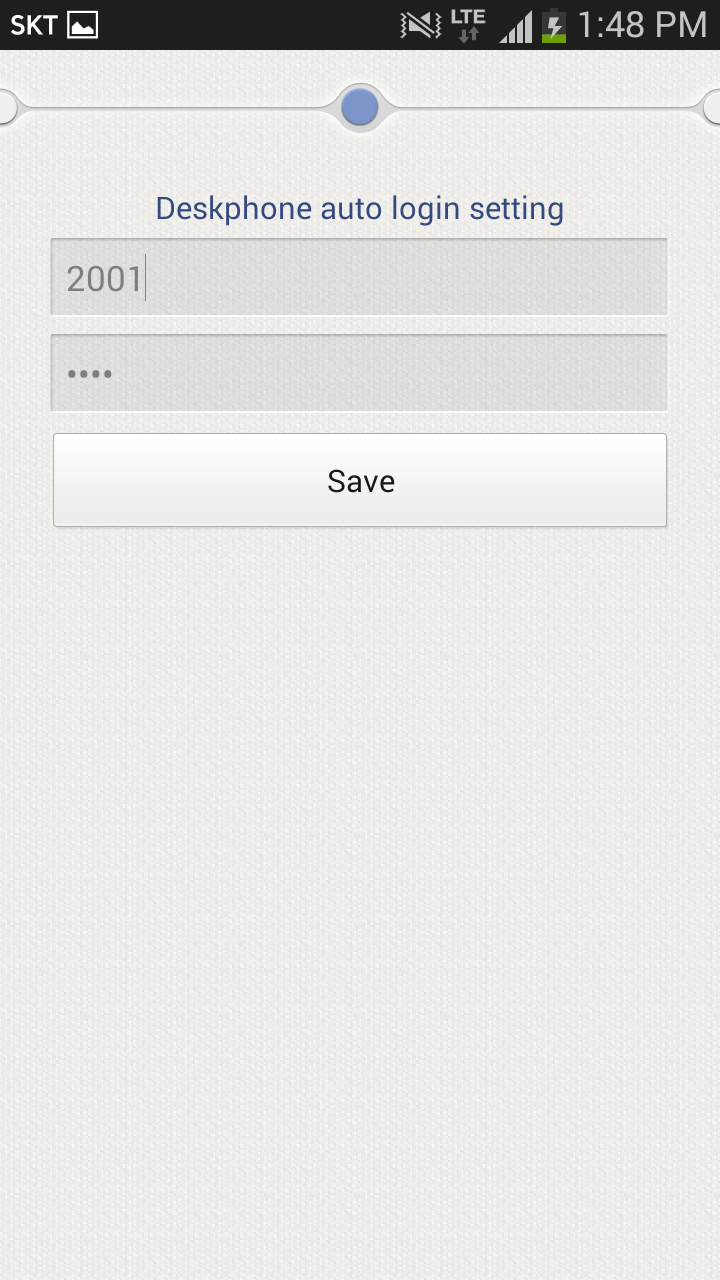 SKT LTE 1:48 PM
Deskphone auto login setting
2001
••••
Save